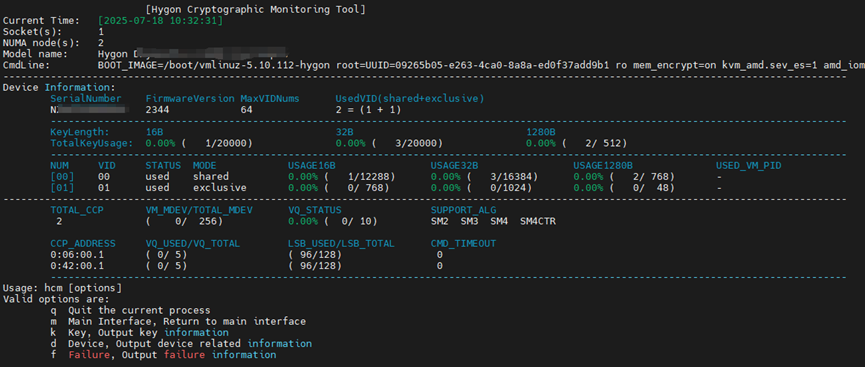 [Hygon Cryptographic Monitoring Tool]
Current Time: [2025-07-18 10:32:31]
Socket(s): 1
NUMA node(s): 2
Model name: Hygon
CmdLine: BOOT_IMAGE=/boot/vmlinuz-5.10.112-hygon root=UUID=09265b05-e263-4ca0-8a8a-ed0f37add9b1 ro mem_encrypt=on kvm_amd.sev_es=1 amd_iom
Device Information:
SerialNumber FirmwareVersion MaxVIDNums UsedVID(shared+exclusive)
2344 64 2 = (1 + 1)
KeyLength: 16B 32B 1280B
TotalKeyUsage: 0.00% ( 1/20000) 0.00% ( 3/20000) 0.00% ( 2/ 512)
NUM VID STATUS MODE USAGE16B USAGE32B USAGE1280B USED_VM_PID
[00] 00 used shared 0.00% ( 1/12288) 0.00% ( 3/16384) 0.00% ( 2/ 768) -
[01] 01 used exclusive 0.00% ( 0/ 768) 0.00% ( 0/1024) 0.00% ( 0/ 48) -
TOTAL_CCP VM_MDEV/TOTAL_MDEV VQ_STATUS SUPPORT_ALG
2 ( 0/ 256) 0.00% ( 0/ 10) SM2 SM3 SM4 SM4CTR
CCP_ADDRESS VQ_USED/VQ_TOTAL LSB_USED/LSB_TOTAL CMD_TIMEOUT
0:06:00.1 ( 0/ 5) ( 96/128) 0
0:42:00.1 ( 0/ 5) ( 96/128) 0
Usage: hcm [options]
Valid options are:
q Quit the current process
m Main Interface, Return to main interface
k Key, Output key information
d Device, Output device related information
f Failure, Output failure information